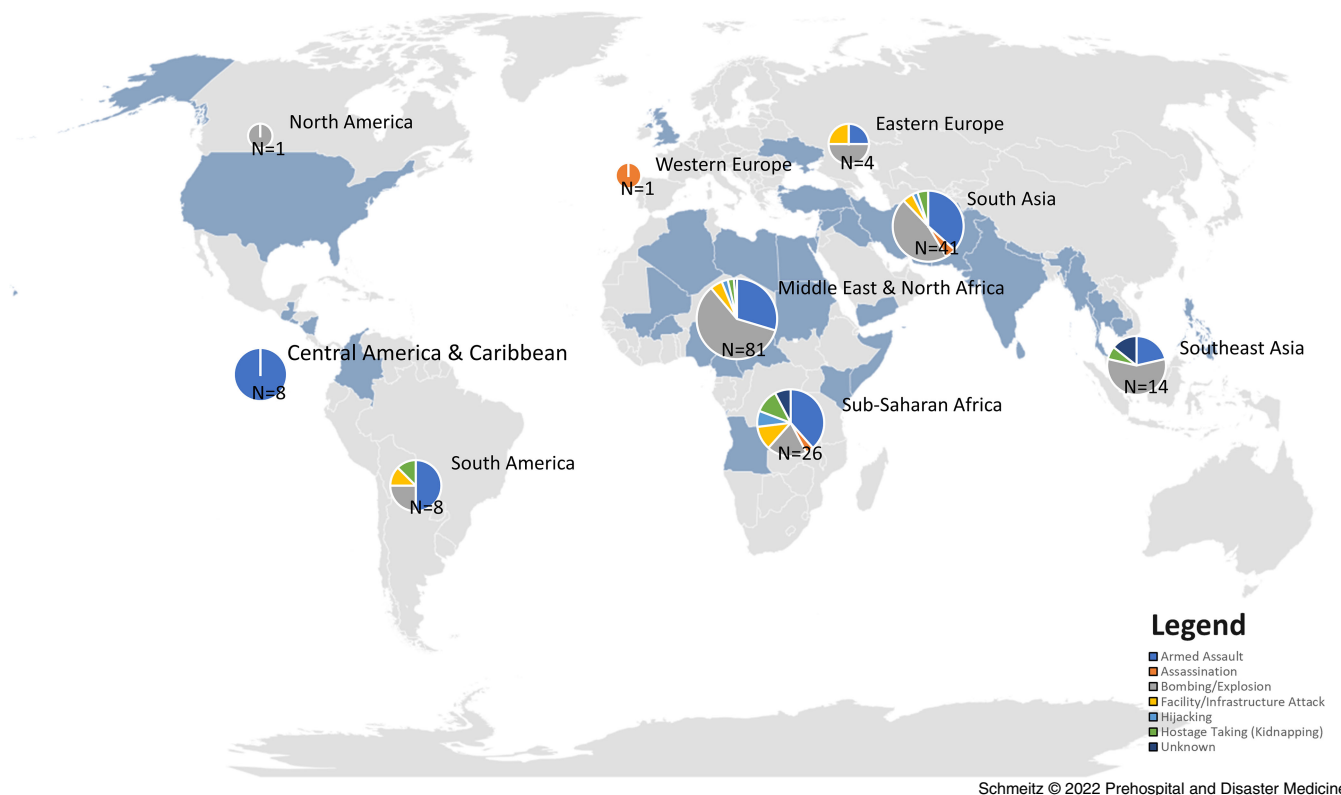 North America
N=1
Western Europe
N=1
Eastern Europe
N=4
South Asia
N=41
Middle East & North Africa
N=81
Central America & Caribbean
N=8
Southeast Asia
N=14
Sub-Saharan Africa
N=26
South America
N=8
Legend
Armed Assault
Assassination
Bombing/Explosion
Facility/Infrastructure Attack
Hijacking
Hostage Taking (Kidnapping)
Unknown
Schmeitz © 2022 Prehospital and Disaster Medicine